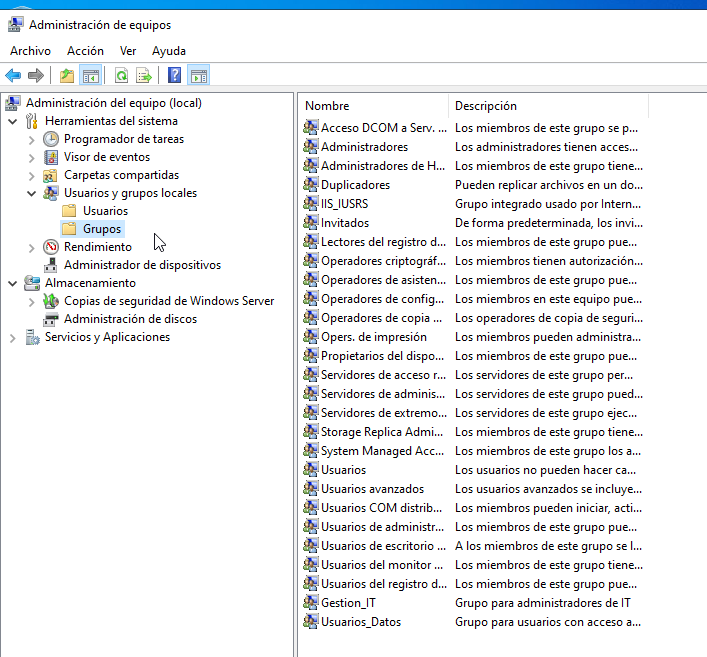 Administración de equipos
Archivo Acción Ver Ayuda
Administración del equipo (local)
Herramientas del sistema
Programador de tareas
Visor de eventos
Carpetas compartidas
Usuarios y grupos locales
Usuarios
Grupos
Rendimiento
Administrador de dispositivos
Almacenamiento
Copias de seguridad de Windows Server
Administración de discos
Servicios y Aplicaciones
Nombre Descripción
Acceso DCOM a Serv. ... Los miembros de este grupo se p...
Administradores Los administradores tienen acces...
Administradores de H... Los miembros de este grupo tiene...
Duplicadores Pueden replicar archivos en un do...
IIS_IUSRS Grupo integrado usado por Intern...
Invitados De forma predeterminada, los invi...
Lectores del registro d... Los miembros de este grupo pue...
Operadores criptográf... Los miembros tienen autorización...
Operadores de asisten... Los miembros de este grupo pue...
Operadores de config... Los miembros en este equipo pue...
Operadores de copia ... Los operadores de copia de seguri...
Opers. de impresión Los miembros pueden administra...
Propietarios del dispo... Los miembros de este grupo pue...
Servidores de acceso r... Los servidores de este grupo per...
Servidores de adminis... Los servidores de este grupo pued...
Servidores de extremo... Los servidores de este grupo ejec...
Storage Replica Admi... Los miembros de este grupo tiene...
System Managed Acc... Los miembros de este grupo los a...
Usuarios Los usuarios no pueden hacer ca...
Usuarios avanzados Los usuarios avanzados se incluye...
Usuarios COM distrib... Los miembros pueden iniciar, acti...
Usuarios de administr... Los miembros de este grupo pue...
Usuarios de escritorio ... A los miembros de este grupo se l...
Usuarios del monitor ... Los miembros de este grupo tiene...
Usuarios del registro d... Los miembros de este grupo pue...
Gestion_IT Grupo para administradores de IT
Usuarios_Datos Grupo para usuarios con acceso a...